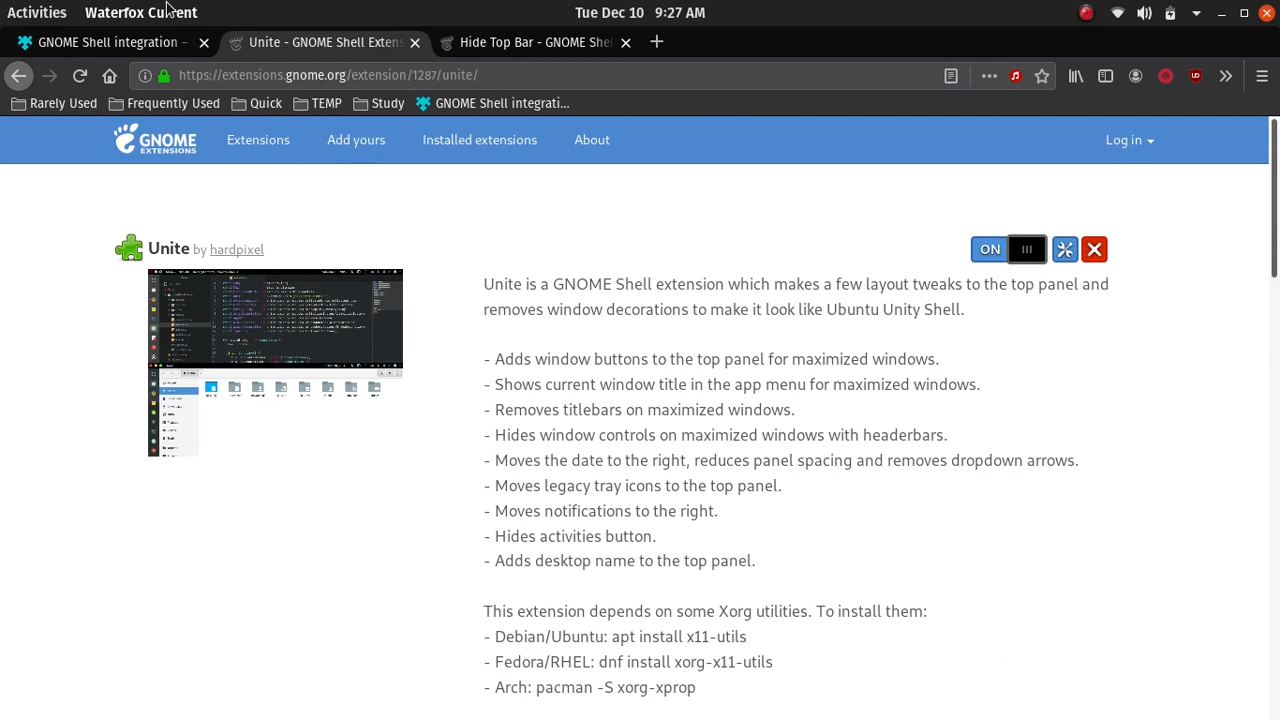 Activities Waterfox Current Tue Dec 10 9:27 AM
GNOME Shell integration – Unite - GNOME Shell Extens Hide Top Bar - GNOME She
https://extensions.gnome.org/extension/1287/unite/
Rarely Used Frequently Used Quick TEMP Study GNOME Shell integrati...
GNOME EXTENSIONS Extensions Add yours Installed extensions About Log in
Unite by hardpixel ON
Unite is a GNOME Shell extension which makes a few layout tweaks to the top panel and
removes window decorations to make it look like Ubuntu Unity Shell.
- Adds window buttons to the top panel for maximized windows.
- Shows current window title in the app menu for maximized windows.
- Removes titlebars on maximized windows.
- Hides window controls on maximized windows with headerbars.
- Moves the date to the right, reduces panel spacing and removes dropdown arrows.
- Moves legacy tray icons to the top panel.
- Moves notifications to the right.
- Hides activities button.
- Adds desktop name to the top panel.
This extension depends on some Xorg utilities. To install them:
- Debian/Ubuntu: apt install x11-utils
- Fedora/RHEL: dnf install xorg-x11-utils
- Arch: pacman -S xorg-xprop